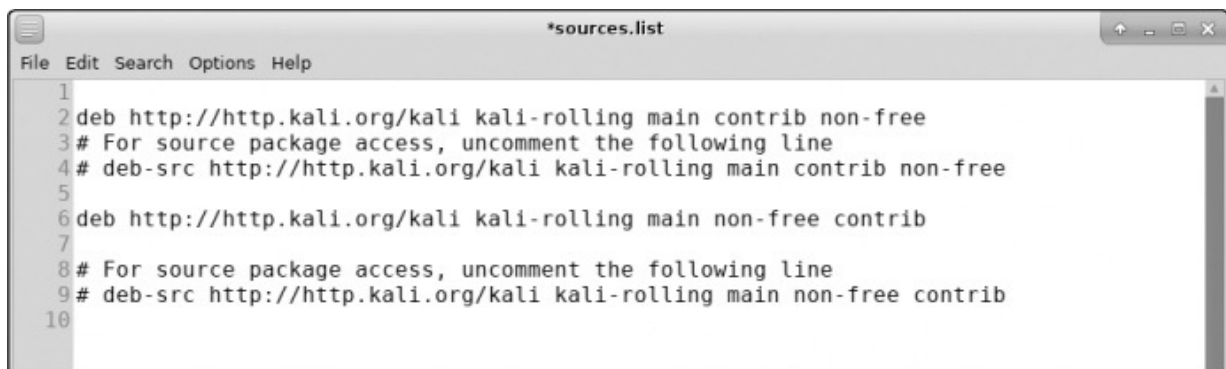 *sources.list
File Edit Search Options Help
1
2 deb http://http.kali.org/kali kali-rolling main contrib non-free
3 # For source package access, uncomment the following line
4 # deb-src http://http.kali.org/kali kali-rolling main contrib non-free
5
6 deb http://http.kali.org/kali kali-rolling main non-free contrib
7
8 # For source package access, uncomment the following line
9 # deb-src http://http.kali.org/kali kali-rolling main non-free contrib
10